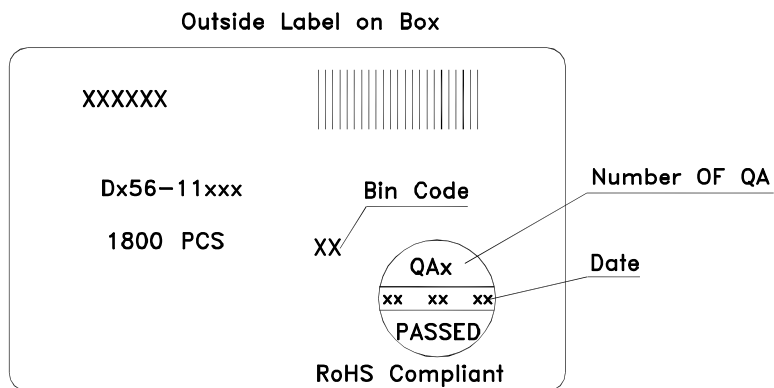 Outside Label on Box
XXXXXX
Dx56-11xxx
1800 PCS
Bin Code
XX
Number OF QA
QAx
Date
xx xx xx
PASSED
RoHS Compliant